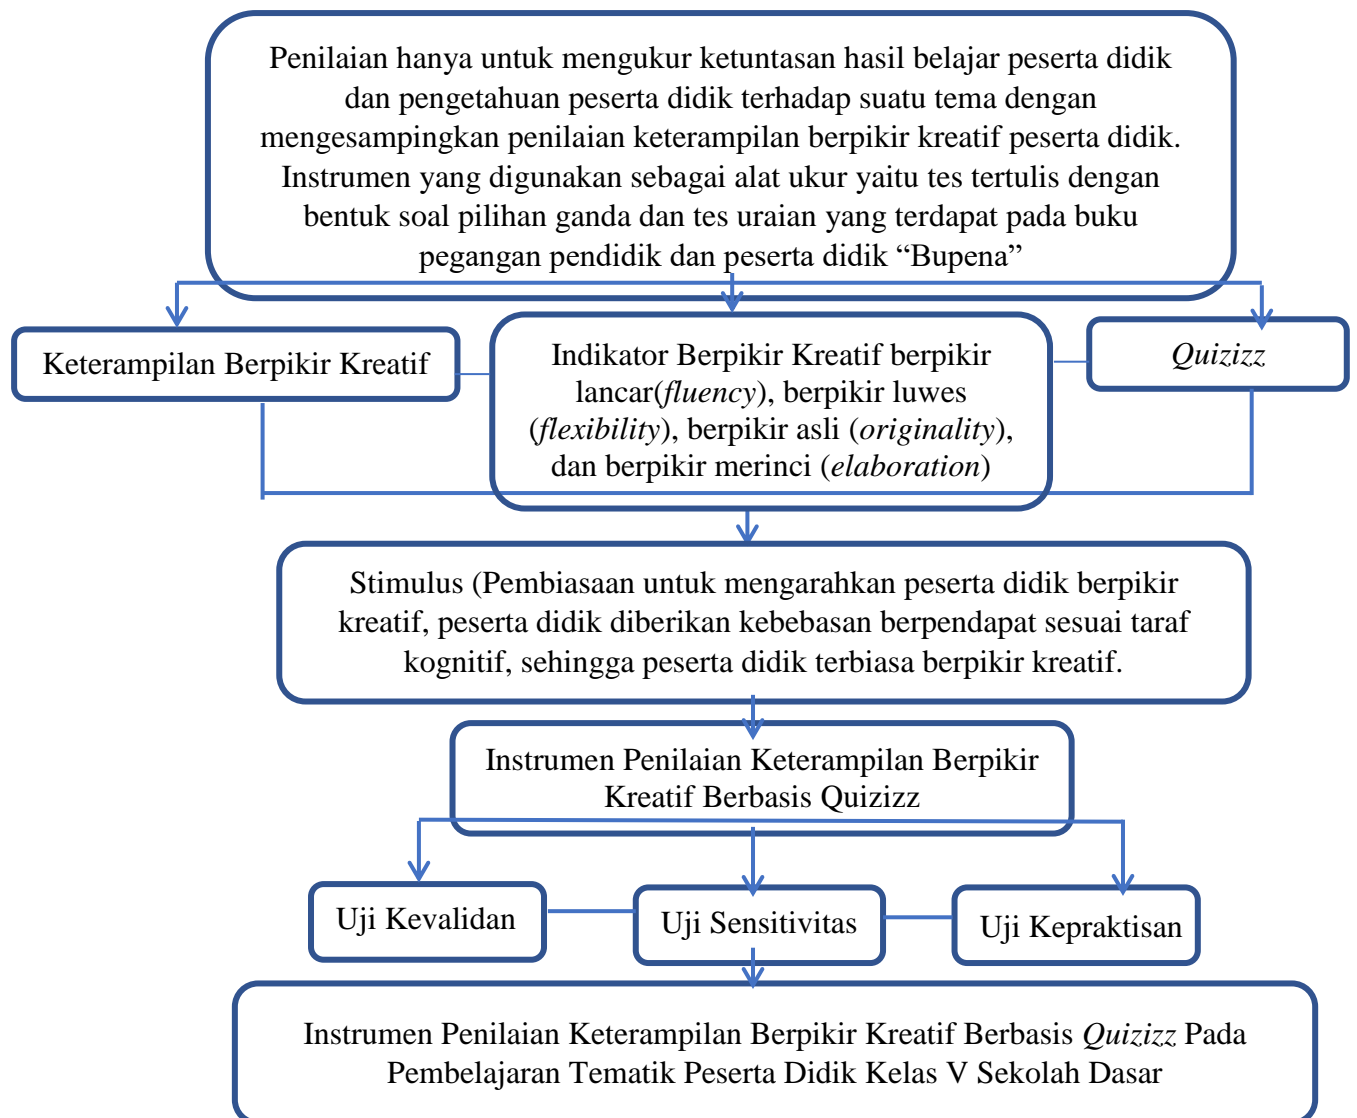 Penilaian hanya untuk mengukur ketuntasan hasil belajar peserta didik
dan pengetahuan peserta didik terhadap suatu tema dengan
mengesampingkan penilaian keterampilan berpikir kreatif peserta didik.
Instrumen yang digunakan sebagai alat ukur yaitu tes tertulis dengan
bentuk soal pilihan ganda dan tes uraian yang terdapat pada buku
pegangan pendidik dan peserta didik “Bupena”
Keterampilan Berpikir Kreatif
Indikator Berpikir Kreatif berpikir
lancar(fluency), berpikir luwes
(flexibility), berpikir asli (originality),
dan berpikir merinci (elaboration)
Quizizz
Stimulus (Pembiasaan untuk mengarahkan peserta didik berpikir
kreatif, peserta didik diberikan kebebasan berpendapat sesuai taraf
kognitif, sehingga peserta didik terbiasa berpikir kreatif.
Instrumen Penilaian Keterampilan Berpikir
Kreatif Berbasis Quizizz
Uji Kevalidan
Uji Sensitivitas
Uji Kepraktisan
Instrumen Penilaian Keterampilan Berpikir Kreatif Berbasis Quizizz Pada
Pembelajaran Tematik Peserta Didik Kelas V Sekolah Dasar